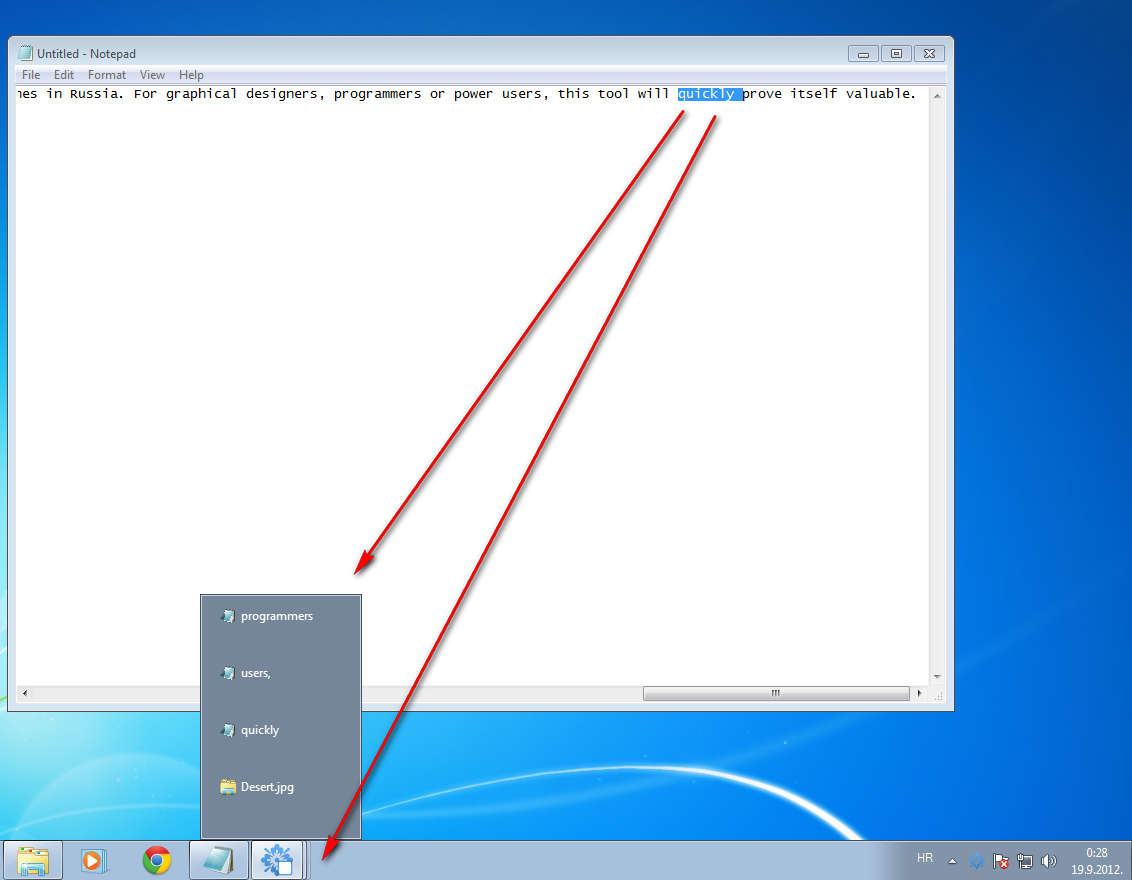 Untitled - Notepad
File Edit Format View Help
in Russia. For graphical designers, programmers or power users, this tool will quickly prove itself valuable.
programmers
users,
quickly
Desert.jpg
HR
0:28
19.9.2012.